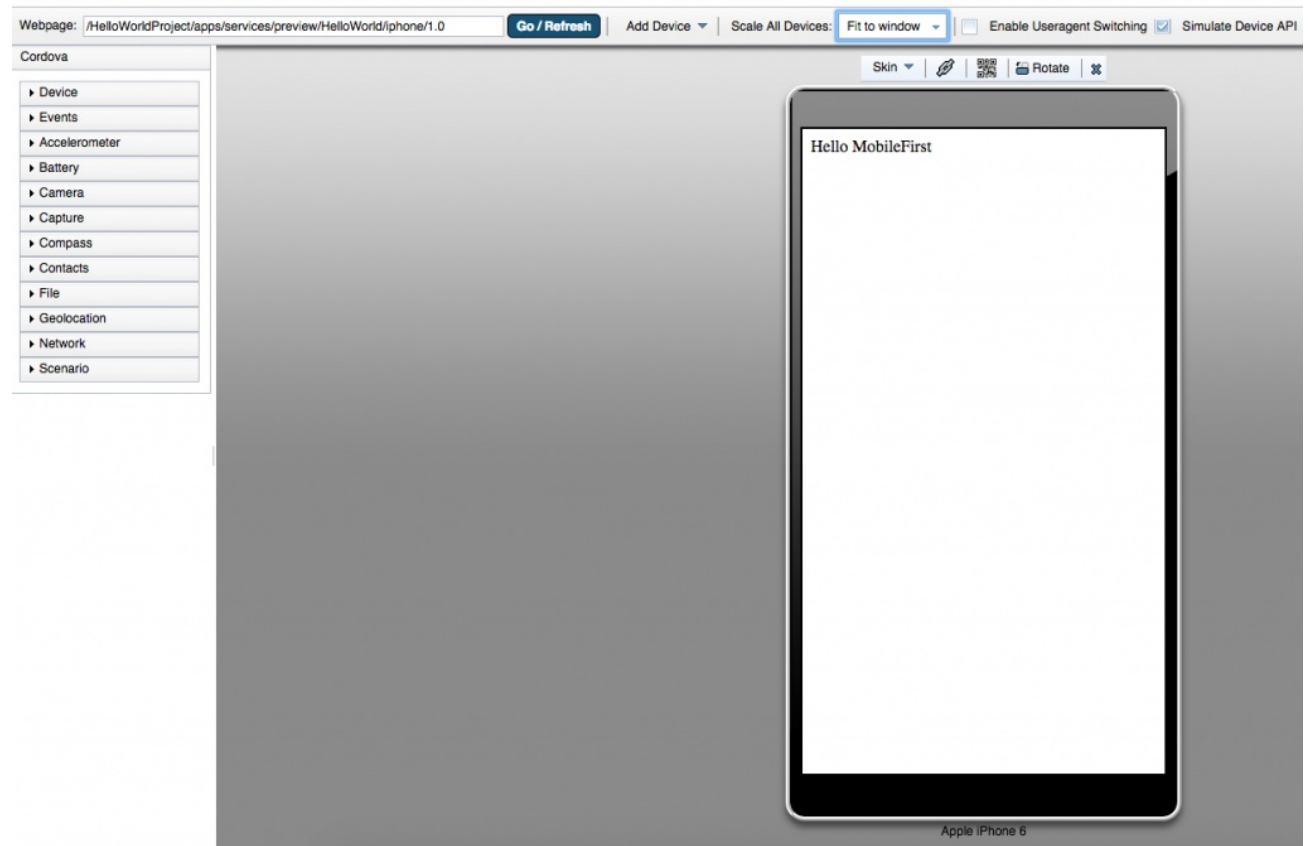 Webpage: /HelloWorldProject/apps/services/preview/HelloWorld/iphone/1.0 Go / Refresh Add Device Scale All Devices: Fit to window Enable Useragent Switching Simulate Device API
Cordova
Skin Rotate
Device
Events
Accelerometer
Battery
Camera
Capture
Compass
Contacts
File
Geolocation
Network
Scenario
Hello MobileFirst
Apple iPhone 6